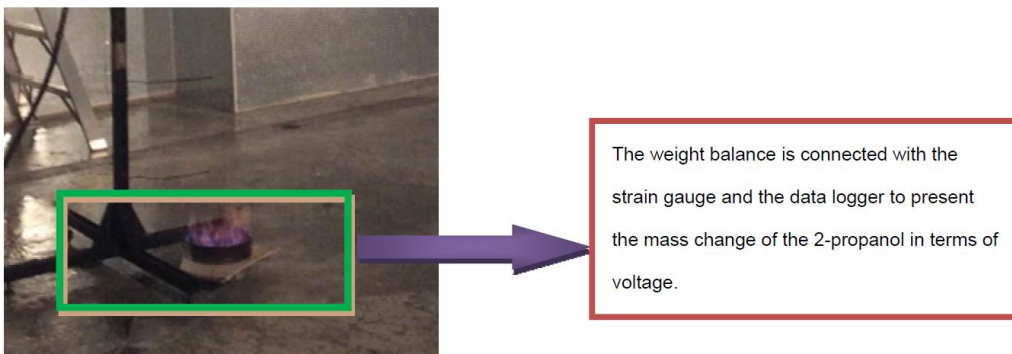 The weight balance is connected with the
strain gauge and the data logger to present
the mass change of the 2-propanol in terms of
voltage.